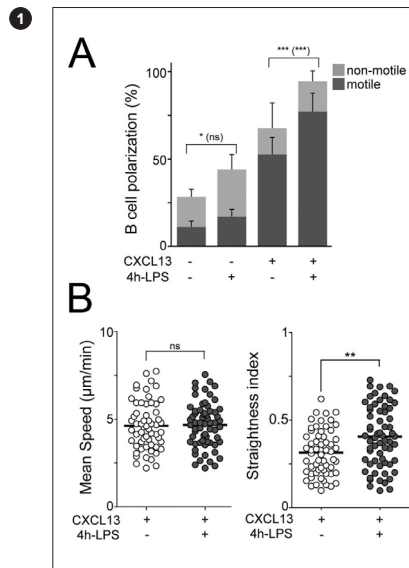 1
A
B cell polarization (%)
100
50
0
non-motile
motile
* (ns)
*** (***)
CXCL13 - - + +
4h-LPS - + - +
B
Mean Speed (µm/min)
10
5
0
ns
CXCL13 + +
4h-LPS - +
Straightness index
1
0.5
0
**
CXCL13 + +
4h-LPS - +